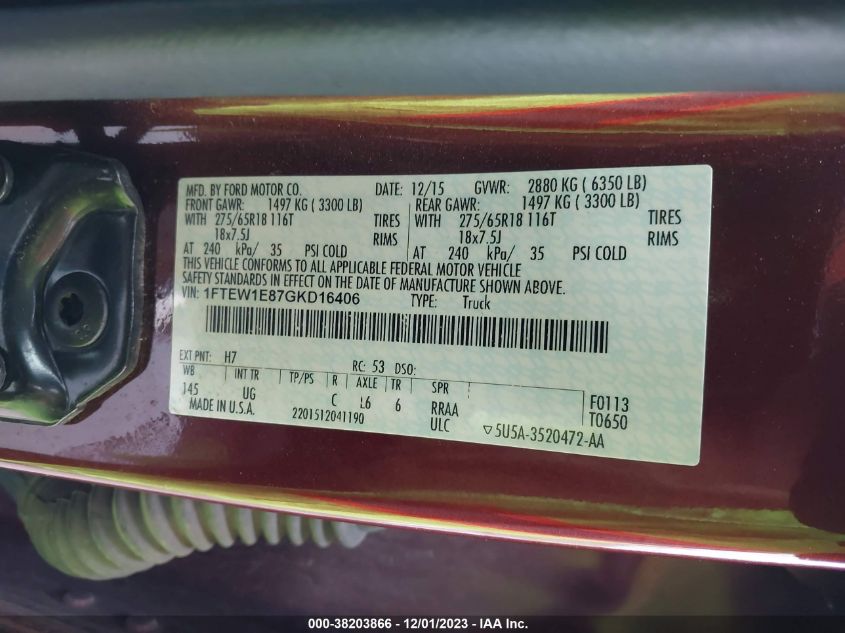 MFD. BY FORD MOTOR CO. DATE: 12/15 GVWR: 2880 KG ( 6350 LB)
FRONT GAWR: 1497 KG ( 3300 LB) REAR GAWR: 1497 KG ( 3300 LB)
WITH 275/65R18 116T TIRES WITH 275/65R18 116T TIRES
18x7.5J RIMS 18x7.5J RIMS
AT 240 kPa/ 35 PSI COLD AT 240 kPa/ 35 PSI COLD
THIS VEHICLE CONFORMS TO ALL APPLICABLE FEDERAL MOTOR VEHICLE
SAFETY STANDARDS IN EFFECT ON THE DATE OF MANUFACTURE SHOWN ABOVE.
VIN: 1FTEW1E87GKD16406 TYPE: Truck
EXT PNT: H7 RC: 53 DSO:
WB INT TR TP/PS R AXLE TR SPR
145 UG C L6 6 RRAA F0113
MADE IN U.S.A. 2201512041190 ULC T0650
▽5U5A-3520472-AA
000-38203866 - 12/01/2023 - IAA Inc.